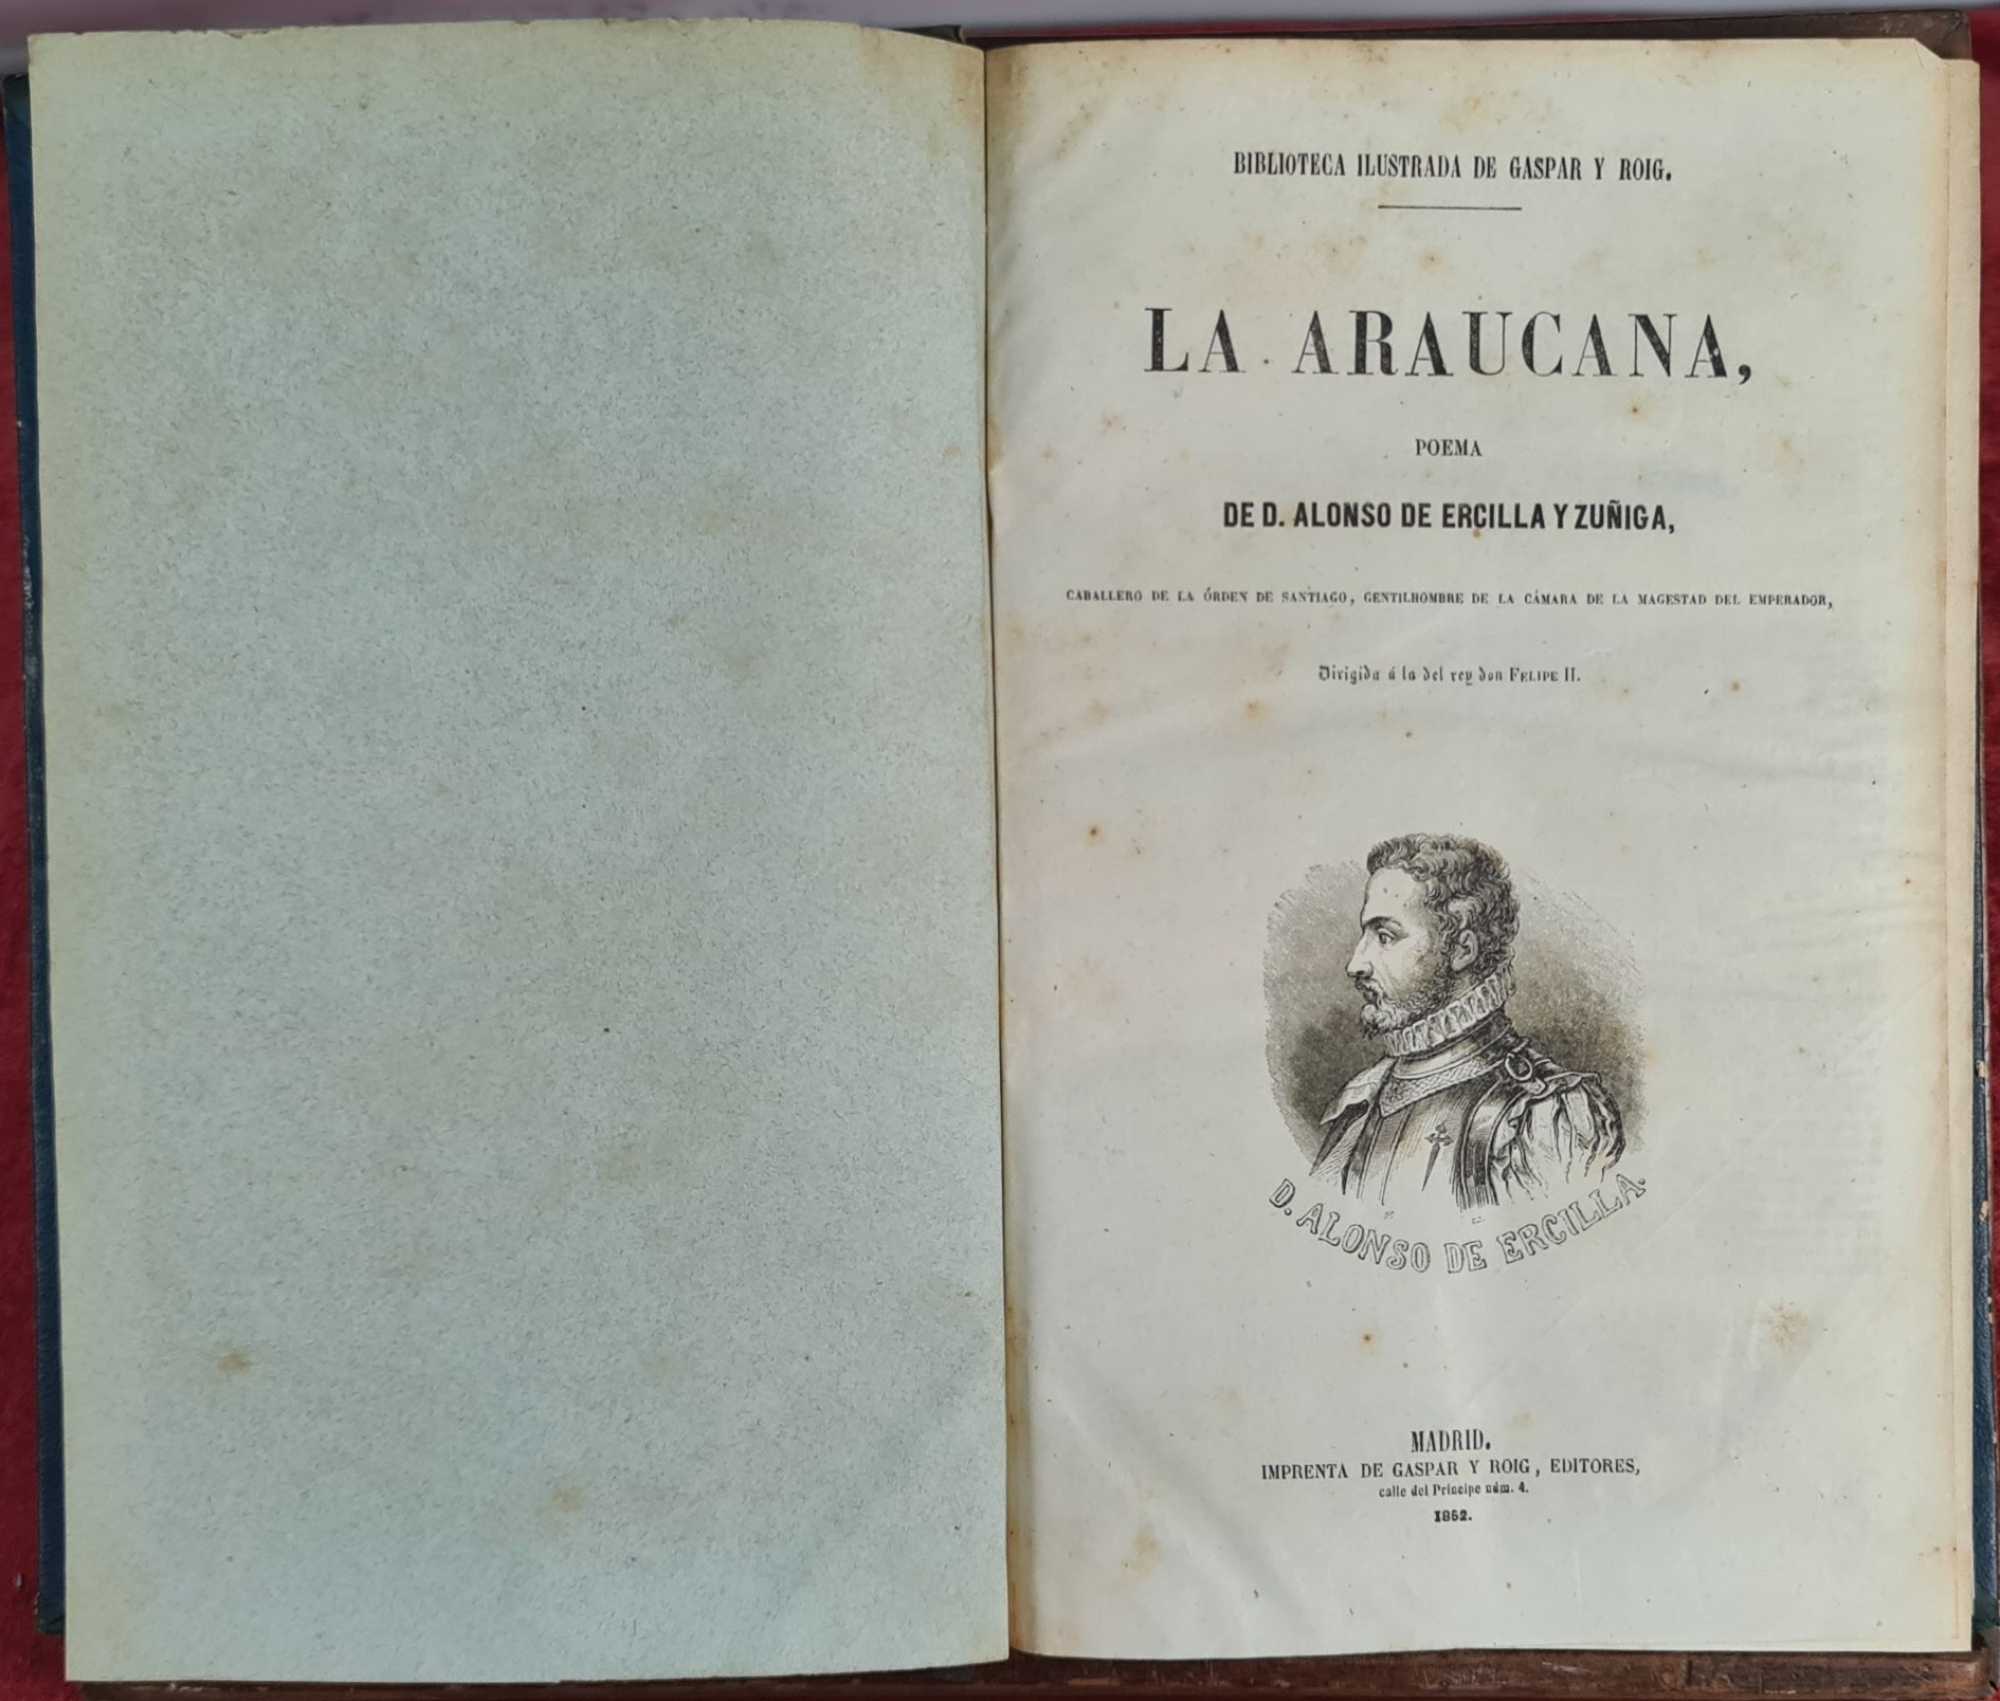 BIBLIOTECA ILUSTRADA DE GASPAR Y ROIG.
LA ARAUCANA,
POEMA
DE D. ALONSO DE ERCILLA Y ZUÑIGA,
CABALLERO DE LA ÓRDEN DE SANTIAGO, GENTILHOMBRE DE LA CÁMARA DE LA MAGESTAD DEL EMPERADOR,
Dirigida á la del rey don FELIPE II.
D. ALONSO DE ERCILLA.
MADRID.
IMPRENTA DE GASPAR Y ROIG, EDITORES,
calle del Príncipe núm. 4.
1852.